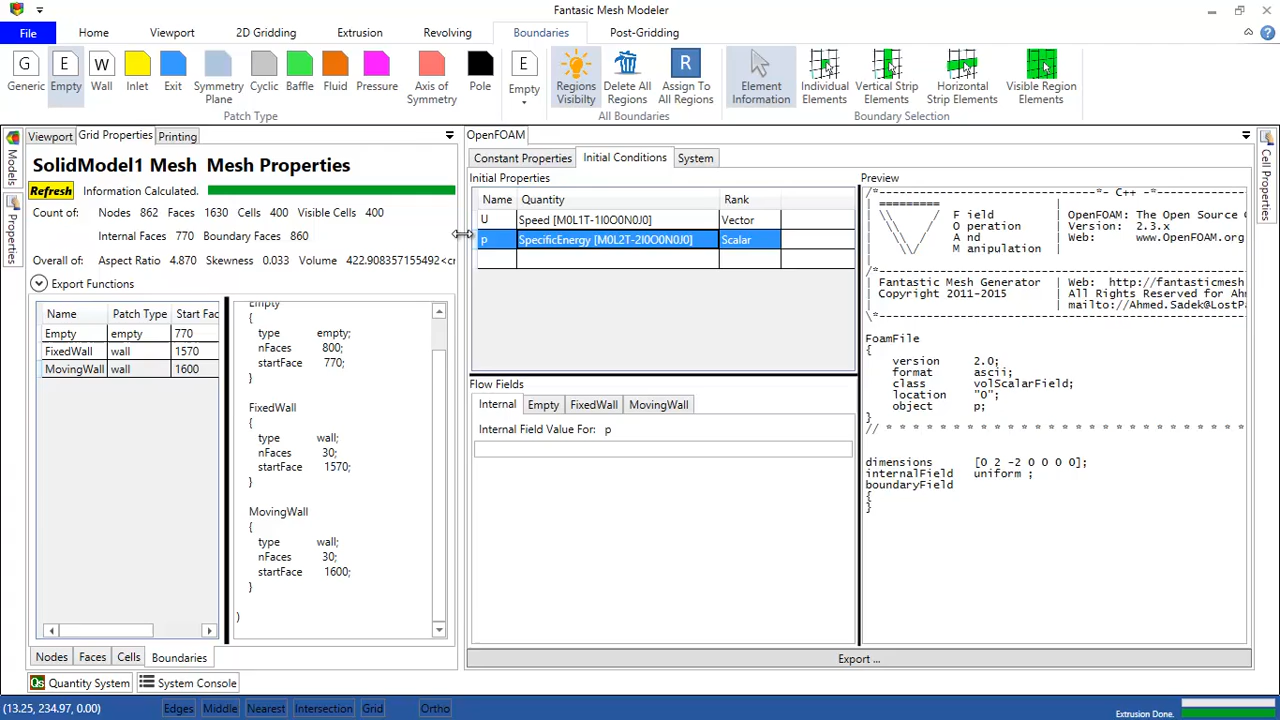 Fantasic Mesh Modeler
File Home Viewport 2D Gridding Extrusion Revolving Boundaries Post-Gridding
G E W E R
Generic Empty Wall Inlet Exit Symmetry Plane Cyclic Baffle Fluid Pressure Axis of Symmetry Pole Empty Regions Visibilty Delete All Regions Assign To All Regions Element Information Individual Elements Vertical Strip Elements Horizontal Strip Elements Visible Region Elements
Patch Type All Boundaries Boundary Selection
Models
Properties
Viewport Grid Properties Printing
SolidModel1 Mesh Mesh Properties
Refresh Information Calculated.
Count of: Nodes 862 Faces 1630 Cells 400 Visible Cells 400
Internal Faces 770 Boundary Faces 860
Overall of: Aspect Ratio 4.870 Skewness 0.033 Volume 422.908357155492<cr
Export Functions
Name Patch Type Start Fac
Empty empty 770
FixedWall wall 1570
MovingWall wall 1600
Empty
{
type empty;
nFaces 800;
startFace 770;
}
FixedWall
{
type wall;
nFaces 30;
startFace 1570;
}
MovingWall
{
type wall;
nFaces 30;
startFace 1600;
}
)
Nodes Faces Cells Boundaries
Qs Quantity System System Console
OpenFOAM
Constant Properties Initial Conditions System
Initial Properties
Name Quantity Rank
U Speed [M0L1T-1I0O0N0J0] Vector
p SpecificEnergy [M0L2T-2I0O0N0J0] Scalar
Flow Fields
Internal Empty FixedWall MovingWall
Internal Field Value For: p
Preview
/*---------------------------------*- C++ -*---------------
| ========= |
| \\ / F ield | OpenFOAM: The Open Source C
| \\ / O peration | Version: 2.3.x
| \\ / A nd | Web: www.OpenFOAM.org
| \\/ M anipulation |
/*---------------------------------------------------------
| Fantastic Mesh Generator | Web: http://fantasticmesh
| Copyright 2011-2015 | All Rights Reserved for Ahm
| | mailto:/Ahmed.Sadek@LostPa
\*---------------------------------------------------------
FoamFile
{
version 2.0;
format ascii;
class volScalarField;
location "0";
object p;
}
// * * * * * * * * * * * * * * * * * * * * * * * * * * *
dimensions [0 2 -2 0 0 0 0];
internalField uniform ;
boundaryField
{
}
Export ...
Cell Properties
(13.25, 234.97, 0.00) Edges Middle Nearest Intersection Grid Ortho Extrusion Done.